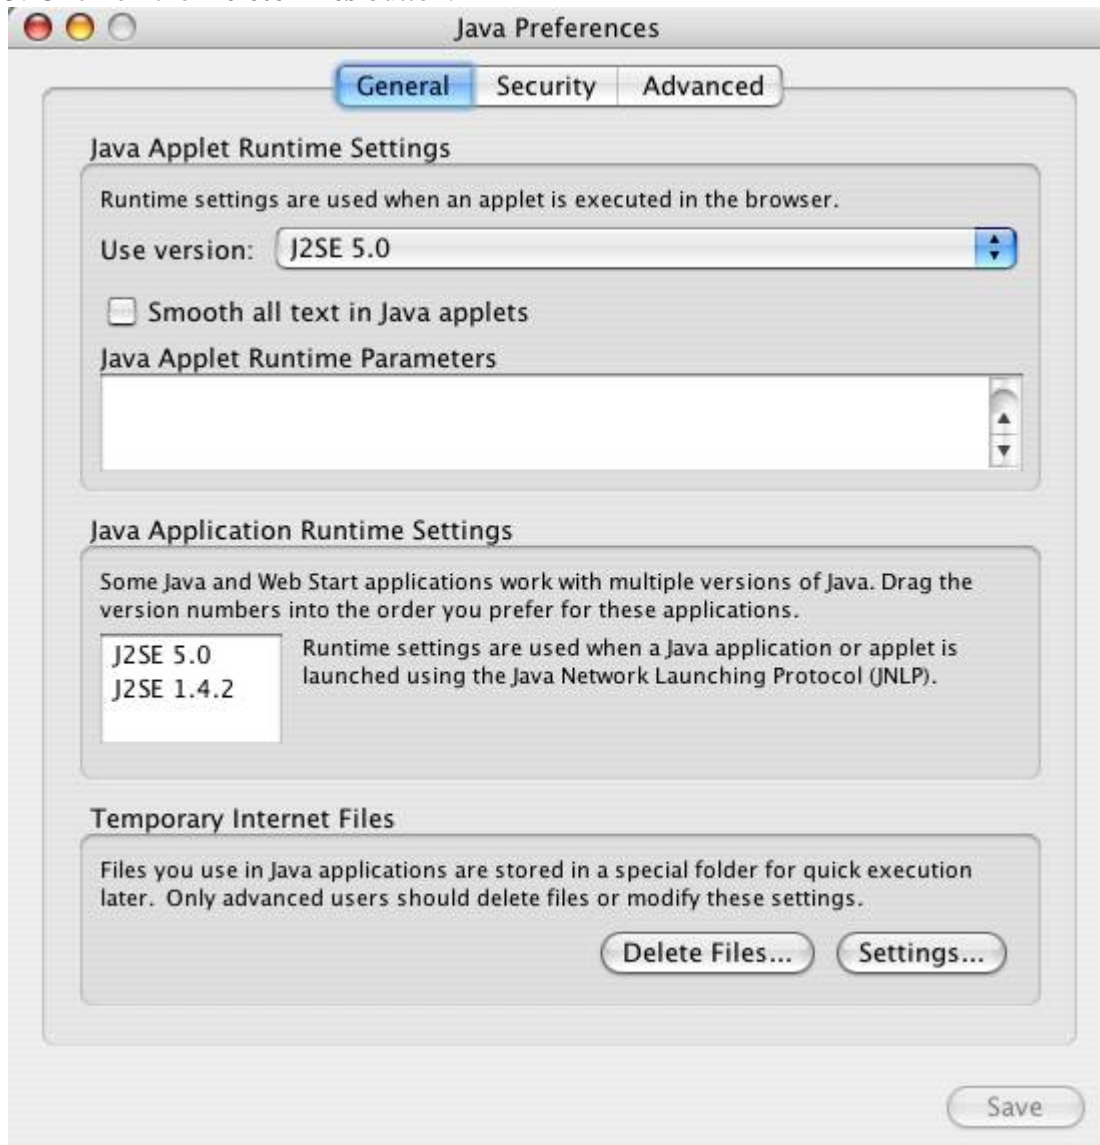 Java Preferences
General Security Advanced
Java Applet Runtime Settings
Runtime settings are used when an applet is executed in the browser.
Use version: J2SE 5.0
Smooth all text in Java applets
Java Applet Runtime Parameters
Java Application Runtime Settings
Some Java and Web Start applications work with multiple versions of Java. Drag the
version numbers into the order you prefer for these applications.
J2SE 5.0
J2SE 1.4.2
Runtime settings are used when a Java application or applet is
launched using the Java Network Launching Protocol (JNLP).
Temporary Internet Files
Files you use in Java applications are stored in a special folder for quick execution
later. Only advanced users should delete files or modify these settings.
Delete Files... Settings...
Save